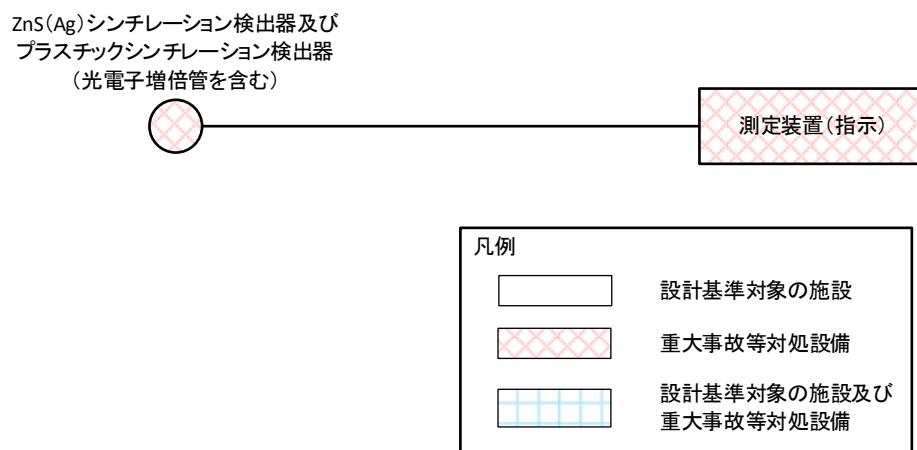 ZnS(Ag)シンチレーション検出器及び
プラスチックシンチレーション検出器
（光電子増倍管を含む）
測定装置（指示）
凡例
設計基準対象の施設
重大事故等対処設備
設計基準対象の施設及び
重大事故等対処設備